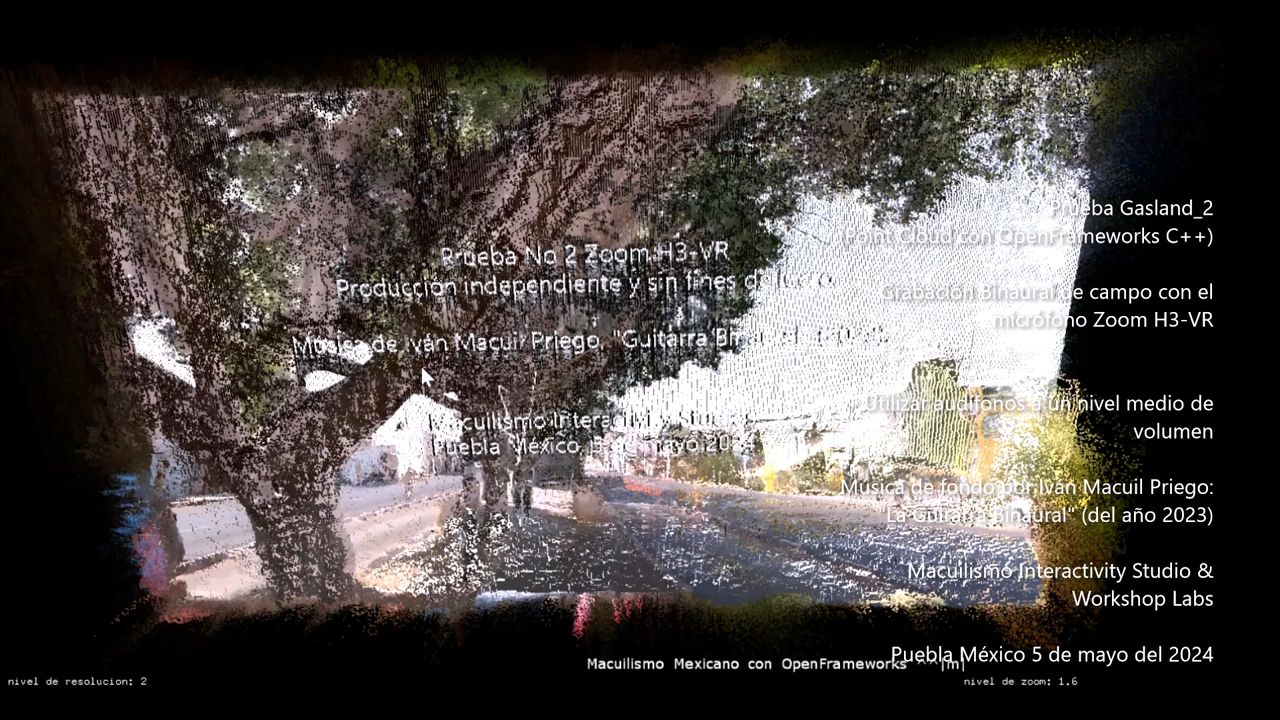 Prueba No 2 Zoom H3-VR
Producción independiente y sin fines de lucro
Música de Iván Macuil Priego, "Guitarra
Macuilismo Interactivity
Puebla México, mayo
Prueba Gasland_2
Point Cloud con OpenFrameworks C++)
Grabación Binaural de campo con el
micrófono Zoom H3-VR
Utilizar audífonos a un nivel medio de
volumen
Música de fondo por Iván Macuil Priego:
La Guitarra Binaural" (del año 2023)
Macuilismo Interactivity Studio &
Workshop Labs
Puebla México 5 de mayo del 2024
Macuilismo Mexicano con OpenFrameworks ^^|m|
nivel de resolucion: 2
nivel de zoom: 1.6